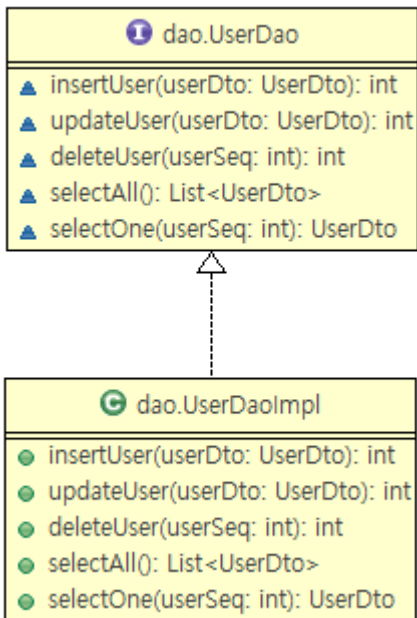 I dao.UserDao
insertUser(userDto: UserDto): int
updateUser(userDto: UserDto): int
deleteUser(userSeq: int): int
selectAll(): List<UserDto>
selectOne(userSeq: int): UserDto
C dao.UserDaoImpl
insertUser(userDto: UserDto): int
updateUser(userDto: UserDto): int
deleteUser(userSeq: int): int
selectAll(): List<UserDto>
selectOne(userSeq: int): UserDto